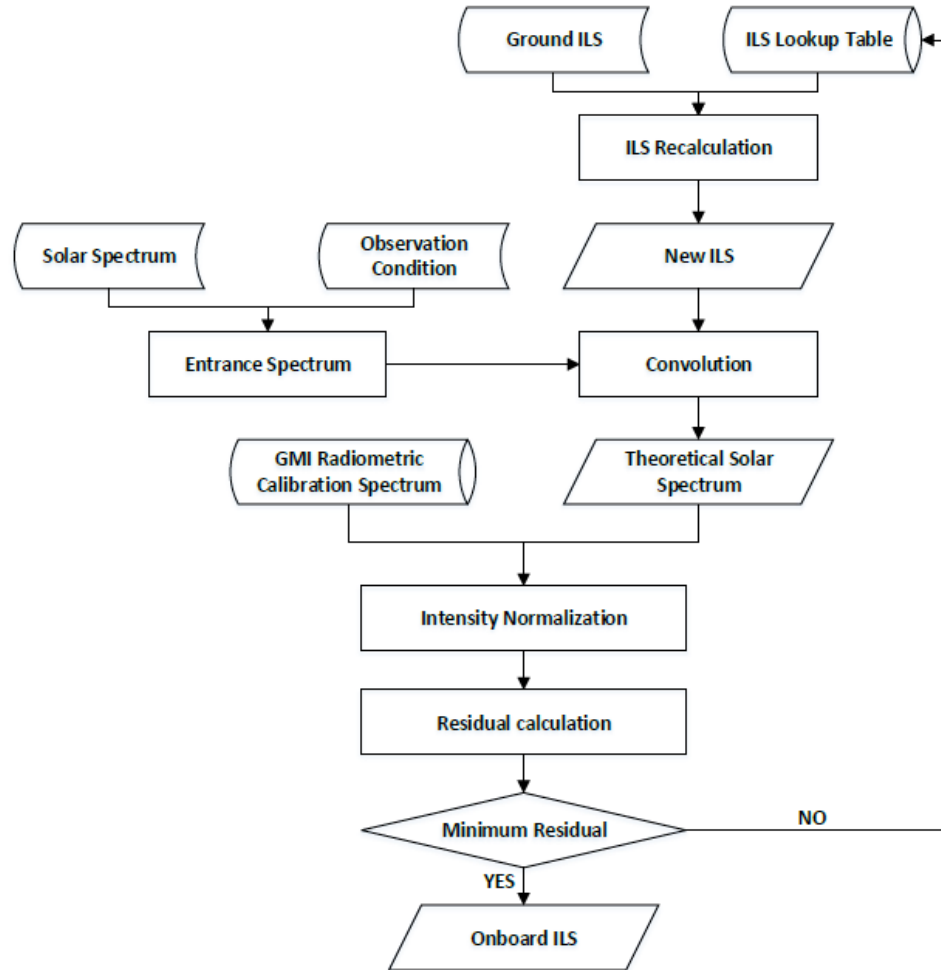 Ground ILS
ILS Lookup Table
ILS Recalculation
Solar Spectrum
Observation
Condition
New ILS
Entrance Spectrum
Convolution
GMI Radiometric
Calibration Spectrum
Theoretical Solar
Spectrum
Intensity Normalization
Residual calculation
Minimum Residual
NO
YES
Onboard ILS